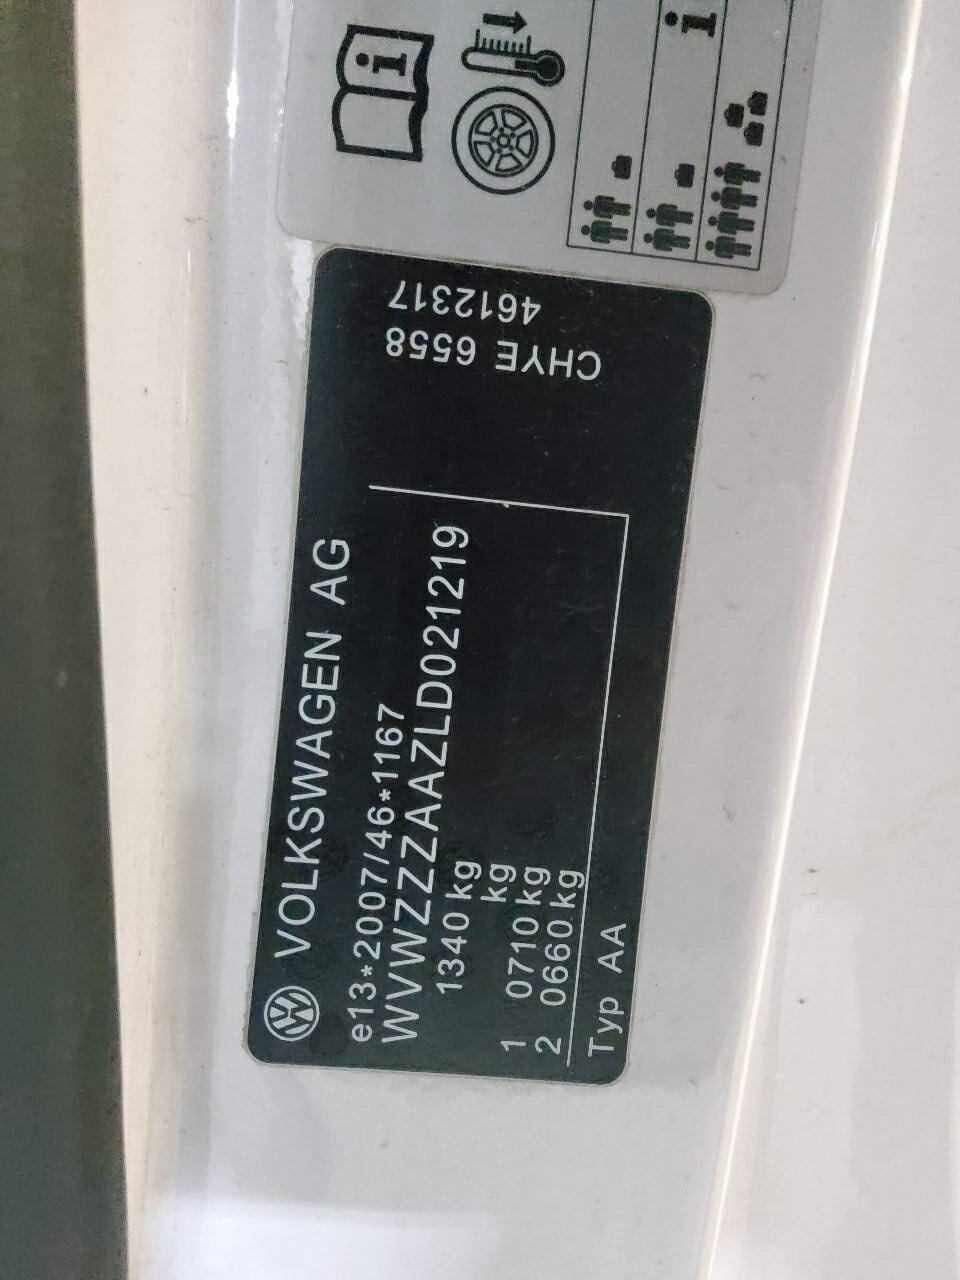 VOLKSWAGEN AG
e13*2007/46*1167
WVWZZZAAZLD021219
1340 kg
kg
1 0710 kg
2 0660 kg
Typ AA
CHYE 6558
4612317
i
i